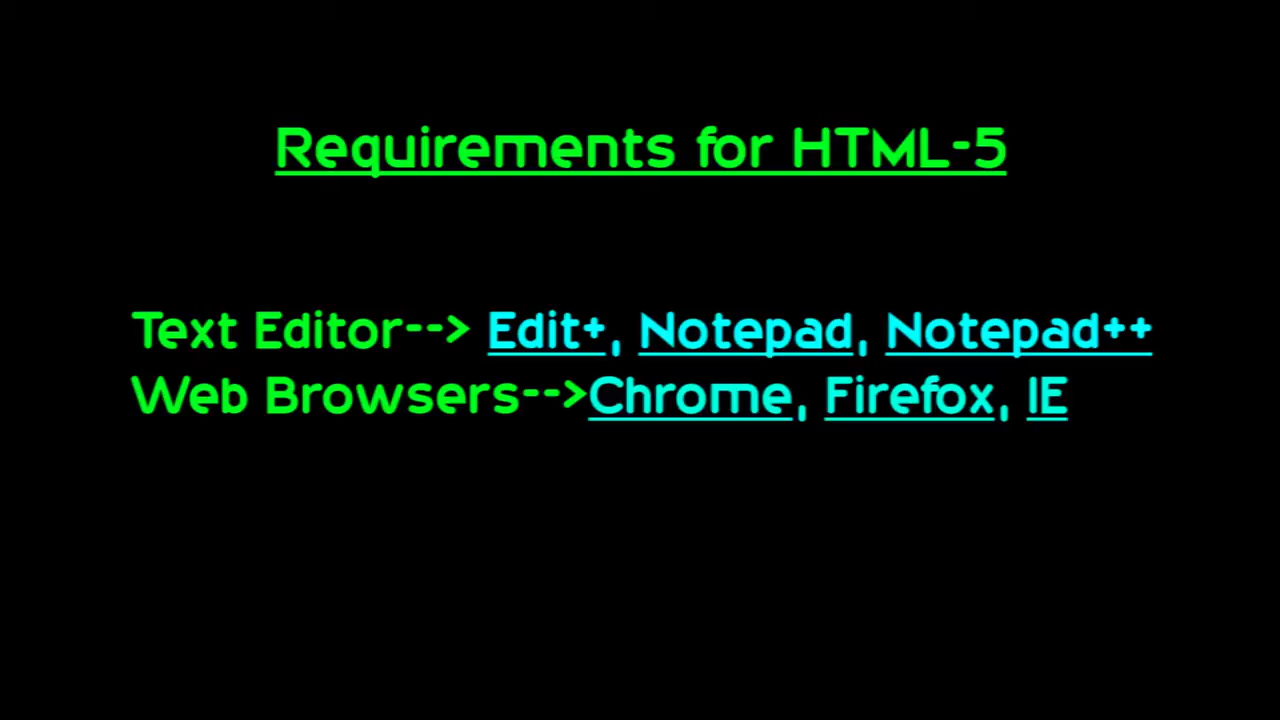 Requirements for HTML-5
Text Editor--> Edit+, Notepad, Notepad++
Web Browsers-->Chrome, Firefox, IE